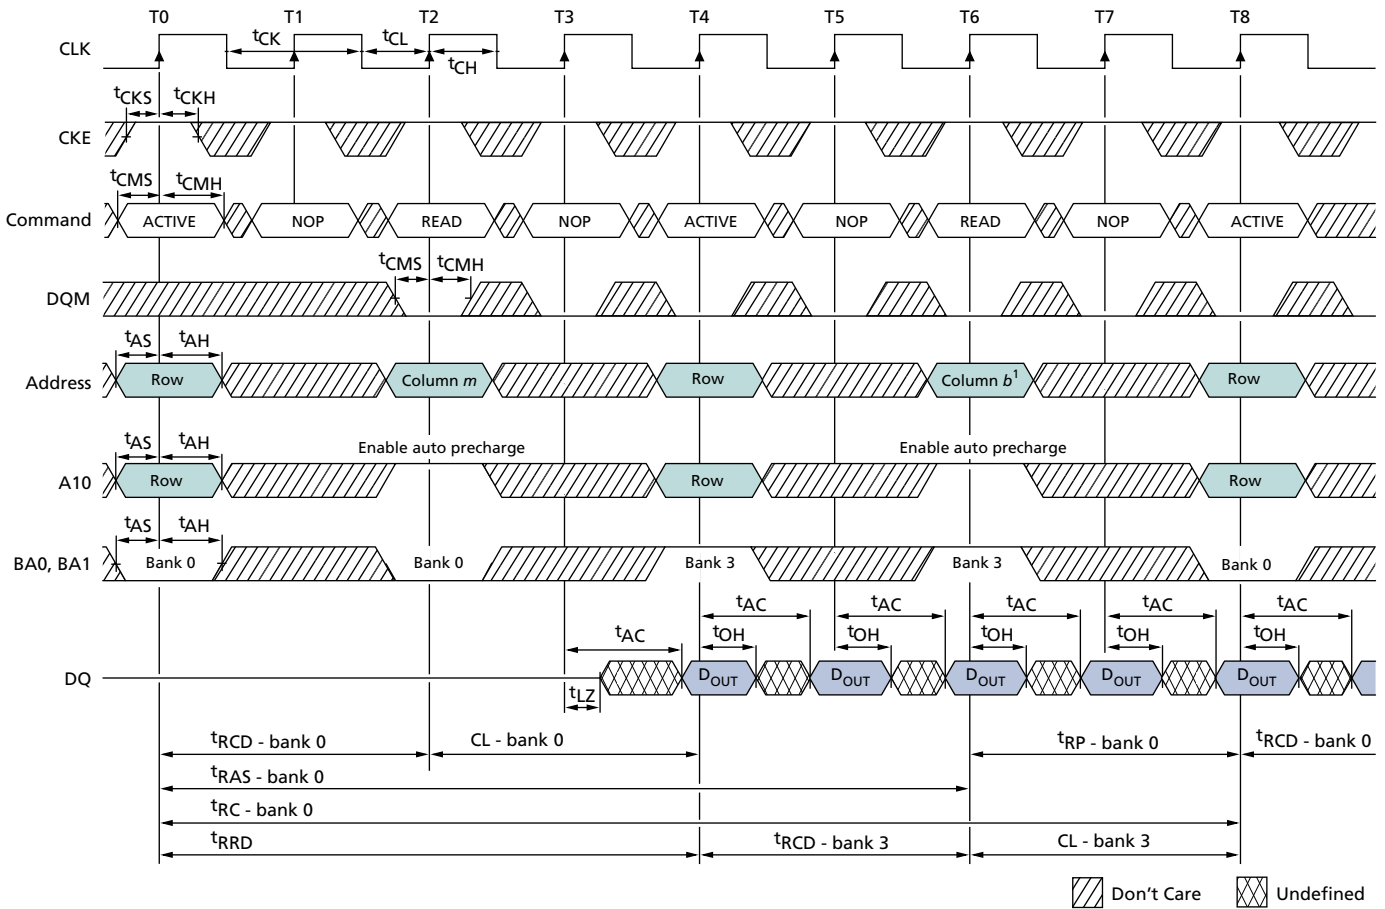 T0 T1 T2 T3 T4 T5 T6 T7 T8
CLK tCK tCL tCH
tCKS tCKH
CKE
tCMS tCMH
Command ACTIVE NOP READ NOP ACTIVE NOP READ NOP ACTIVE
tCMS tCMH
DQM
tAS tAH
Address Row Column m Row Column b1 Row
tAS tAH Enable auto precharge Enable auto precharge
A10 Row Row Row
tAS tAH
BA0, BA1 Bank 0 Bank 0 Bank 3 Bank 3 Bank 0
tAC tAC tAC tAC tAC
tAC tOH tOH tOH tOH tOH
DQ DOUT DOUT DOUT DOUT DOUT
tLZ
tRCD - bank 0 CL - bank 0 tRP - bank 0 tRCD - bank 0
tRAS - bank 0
tRC - bank 0
tRRD tRCD - bank 3 CL - bank 3
Don't Care Undefined